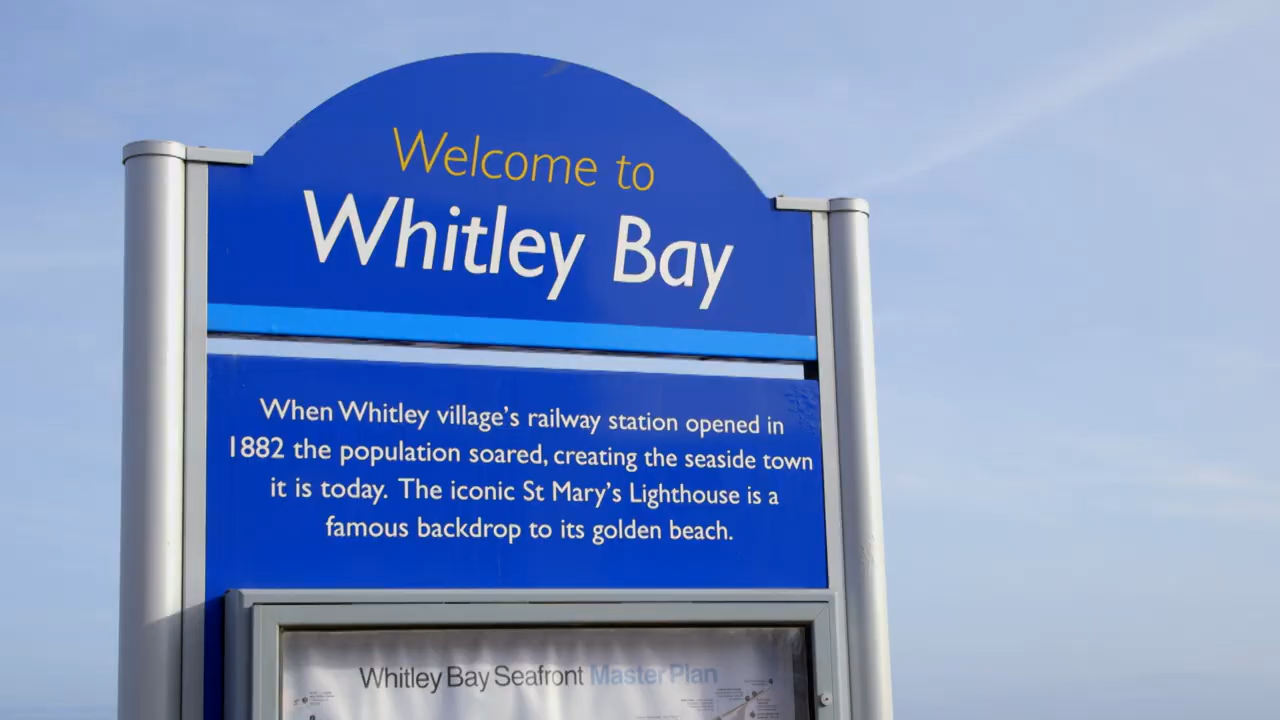 Welcome to
Whitley Bay
When Whitley village's railway station opened in
1882 the population soared, creating the seaside town
it is today. The iconic St Mary's Lighthouse is a
famous backdrop to its golden beach.
Whitley Bay Seafront Master Plan